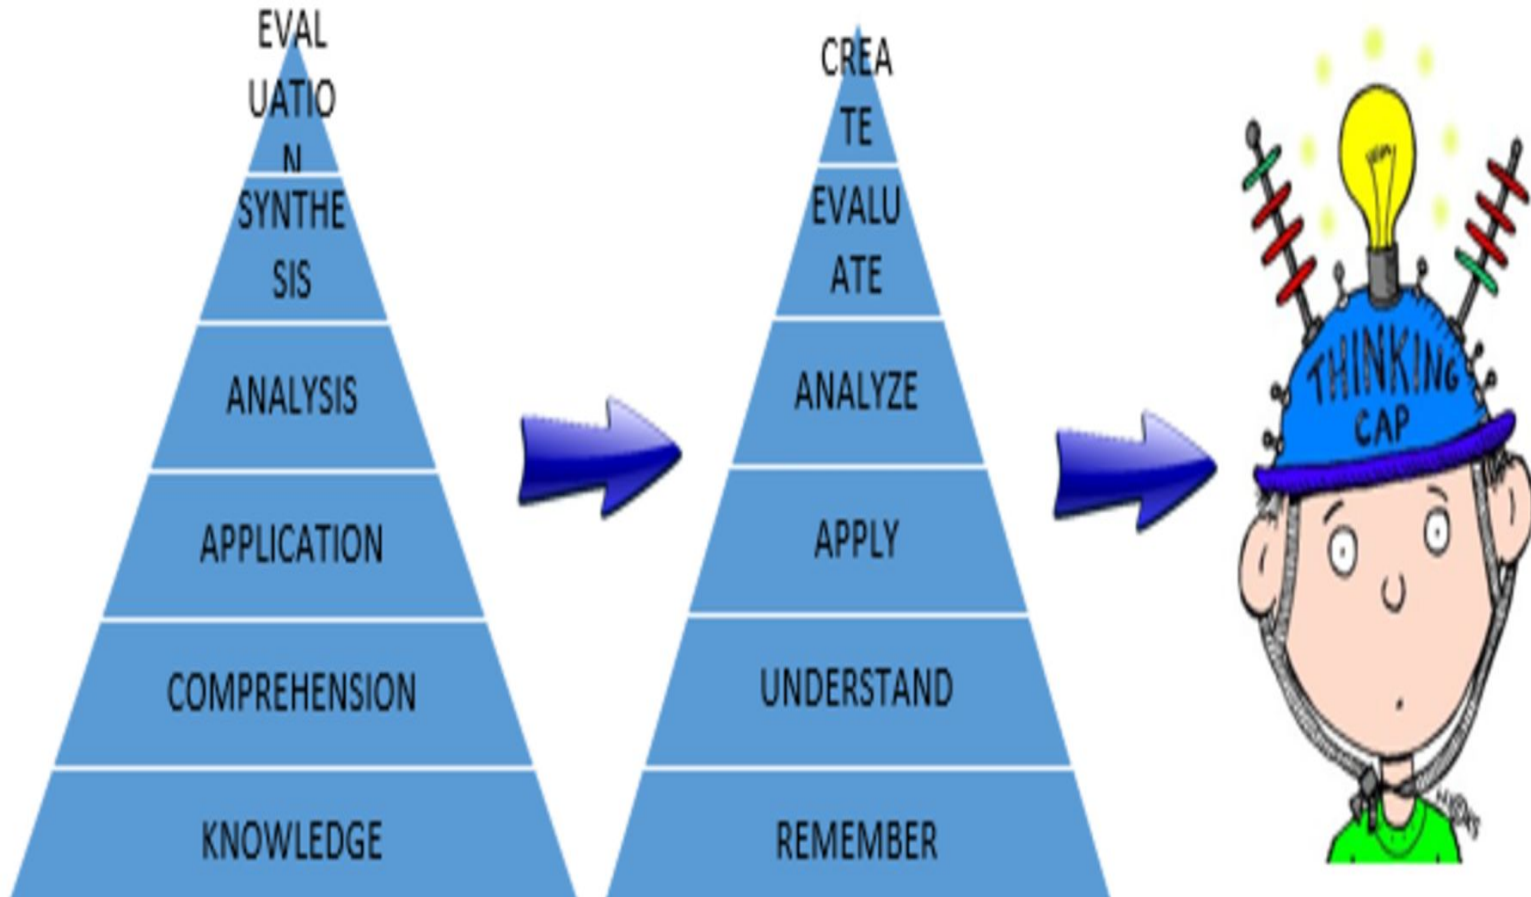 EVAL
UATIO
N
SYNTHE
SIS
ANALYSIS
APPLICATION
COMPREHENSION
KNOWLEDGE
CREA
TE
EVALU
ATE
ANALYZE
APPLY
UNDERSTAND
REMEMBER
THINKING
CAP